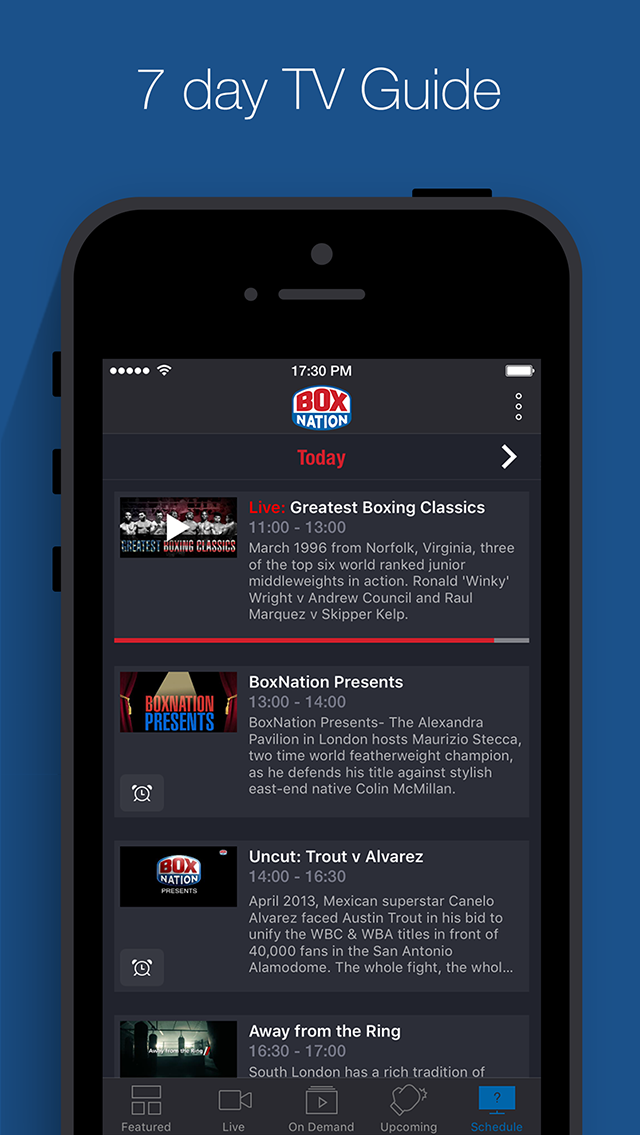 7 day TV Guide
17:30 PM
BOX
NATION
Today
GREATEST BOXING CLASSICS
Live: Greatest Boxing Classics
11:00 - 13:00
March 1996 from Norfolk, Virginia, three
of the top six world ranked junior
middleweights in action. Ronald 'Winky'
Wright v Andrew Council and Raul
Marquez v Skipper Kelp.
BOXNATION
PRESENTS
BoxNation Presents
13:00 - 14:00
BoxNation Presents- The Alexandra
Pavilion in London hosts Maurizio Stecca,
two time world featherweight champion,
as he defends his title against stylish
east-end native Colin McMillan.
BOX
NATION
PRESENTS
Uncut: Trout v Alvarez
14:00 - 16:30
April 2013, Mexican superstar Canelo
Alvarez faced Austin Trout in his bid to
unify the WBC & WBA titles in front of
40,000 fans in the San Antonio
Alamodome. The whole fight, the whol...
Away from the Ring
Away from the Ring
16:30 - 17:00
South London has a rich tradition of
Featured
Live
On Demand
Upcoming
?
Schedule